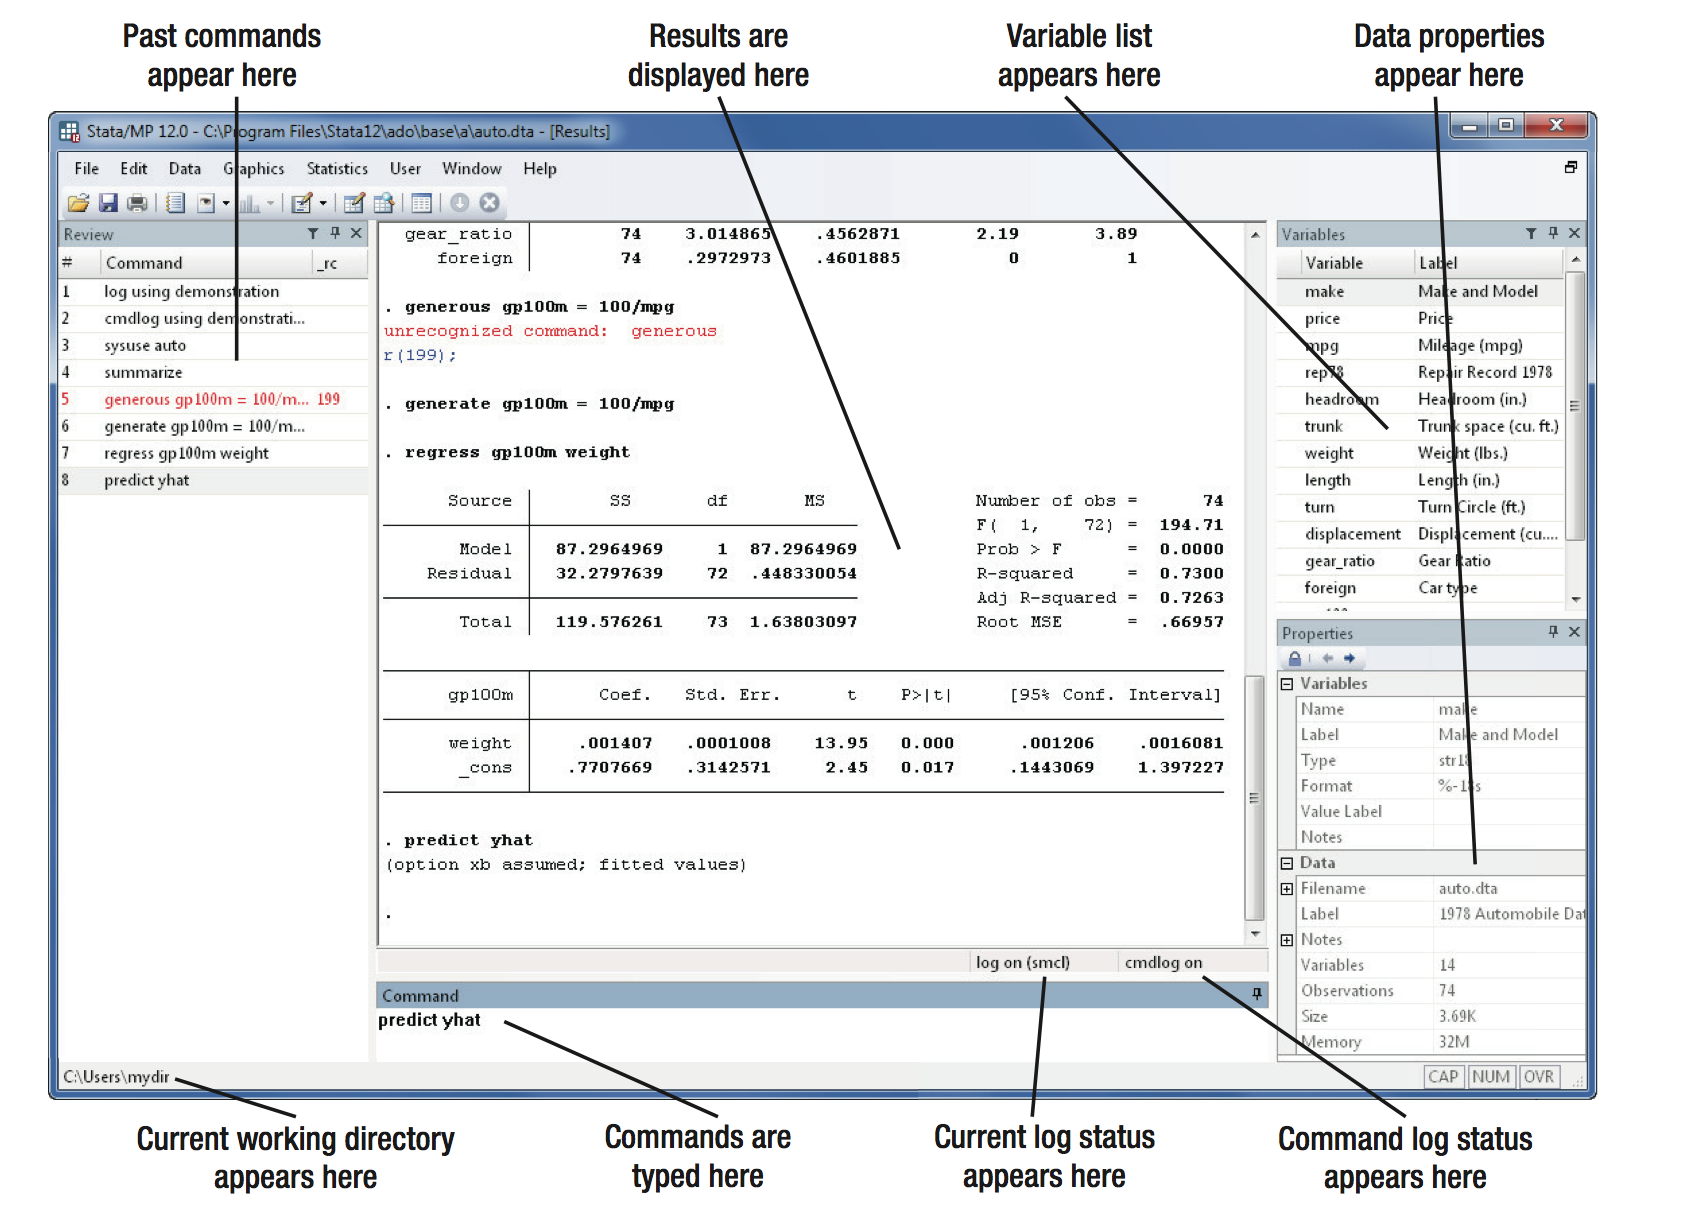 Past commands
appear here
Results are
displayed here
Variable list
appears here
Data properties
appear here
Stata/MP 12.0 - C:\Program Files\Stata12\ado\base\a\auto.dta - [Results]
File Edit Data Graphics Statistics User Window Help
Review
# Command _rc
1 log using demonstration
2 cmdlog using demonstrati...
3 sysuse auto
4 summarize
5 generous gp100m = 100/m... 199
6 generate gp100m = 100/m...
7 regress gp100m weight
8 predict yhat
gear_ratio 74 3.014865 .4562871 2.19 3.89
foreign 74 .2972973 .4601885 0 1
. generous gp100m = 100/mpg
unrecognized command: generous
r(199);
. generate gp100m = 100/mpg
. regress gp100m weight
Source SS df MS Number of obs = 74
F( 1, 72) = 194.71
Model 87.2964969 1 87.2964969 Prob > F = 0.0000
Residual 32.2797639 72 .448330054 R-squared = 0.7300
Adj R-squared = 0.7263
Total 119.576261 73 1.63803097 Root MSE = .66957
gp100m Coef. Std. Err. t P>|t| [95% Conf. Interval]
weight .001407 .0001008 13.95 0.000 .001206 .0016081
_cons .7707669 .3142571 2.45 0.017 .1443069 1.397227
. predict yhat
(option xb assumed; fitted values)
.
log on (smcl) cmdlog on
Command
predict yhat
Variables
Variable Label
make Make and Model
price Price
mpg Mileage (mpg)
rep78 Repair Record 1978
headroom Headroom (in.)
trunk Trunk space (cu. ft.)
weight Weight (lbs.)
length Length (in.)
turn Turn Circle (ft.)
displacement Displacement (cu....
gear_ratio Gear Ratio
foreign Car type
Properties
Variables
Name make
Label Make and Model
Type str18
Format %-18s
Value Label
Notes
Data
Filename auto.dta
Label 1978 Automobile Dat
Notes
Variables 14
Observations 74
Size 3.69K
Memory 32M
C:\Users\mydir
CAP NUM OVR
Current working directory
appears here
Commands are
typed here
Current log status
appears here
Command log status
appears here